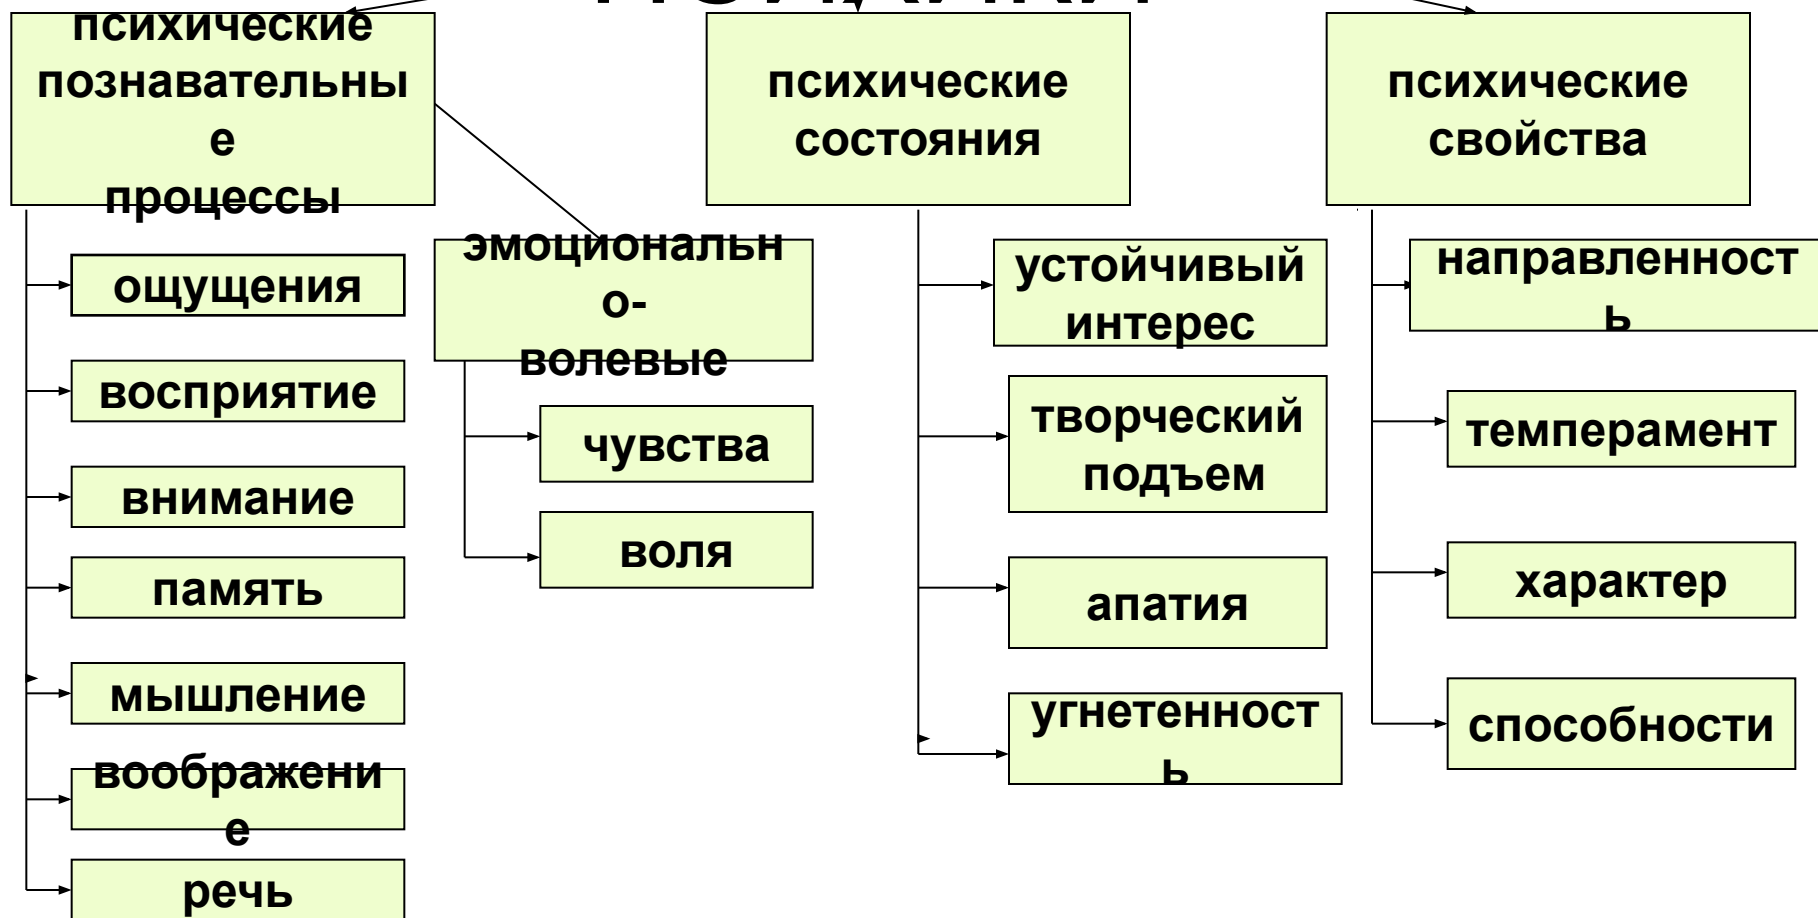 психические
познавательны
е
процессы
ощущения
восприятие
внимание
память
мышление
воображени
е
речь
эмоциональн
о-
волевые
чувства
воля
психические
состояния
устойчивый
интерес
творческий
подъем
апатия
угнетенност
ь
психические
свойства
направленност
ь
темперамент
характер
способности